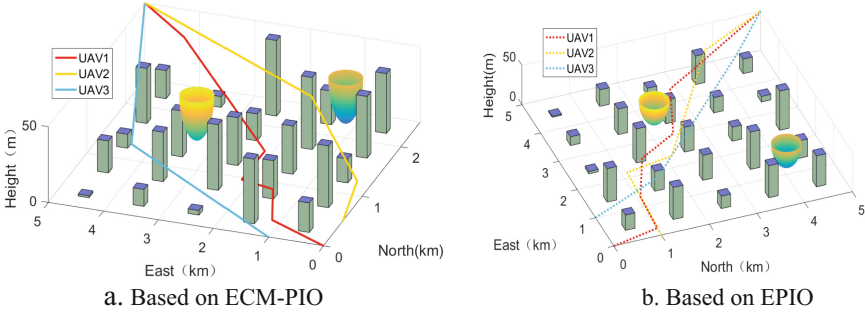 UAV1
UAV2
UAV3
50
0
Height（m）
5
4
3
2
1
0
East（km）
0
1
2
North(km)
a. Based on ECM-PIO
UAV1
UAV2
UAV3
50
0
Height(m)
5
4
3
2
1
0
East（km）
0
1
2
3
4
5
North（km）
b. Based on EPIO